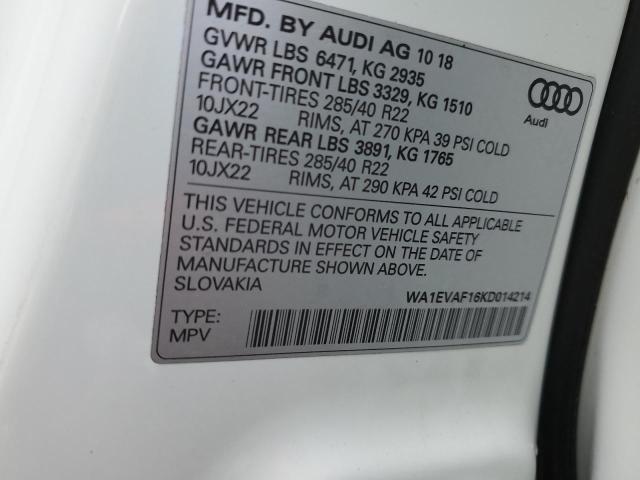 MFD. BY AUDI AG 10 18
GVWR LBS 6471, KG 2935
GAWR FRONT LBS 3329, KG 1510
FRONT-TIRES 285/40 R22
10JX22 RIMS, AT 270 KPA 39 PSI COLD
GAWR REAR LBS 3891, KG 1765
REAR-TIRES 285/40 R22
10JX22 RIMS, AT 290 KPA 42 PSI COLD
Audi
THIS VEHICLE CONFORMS TO ALL APPLICABLE
U.S. FEDERAL MOTOR VEHICLE SAFETY
STANDARDS IN EFFECT ON THE DATE OF
MANUFACTURE SHOWN ABOVE.
SLOVAKIA
WA1EVAF16KD014214
TYPE:
MPV